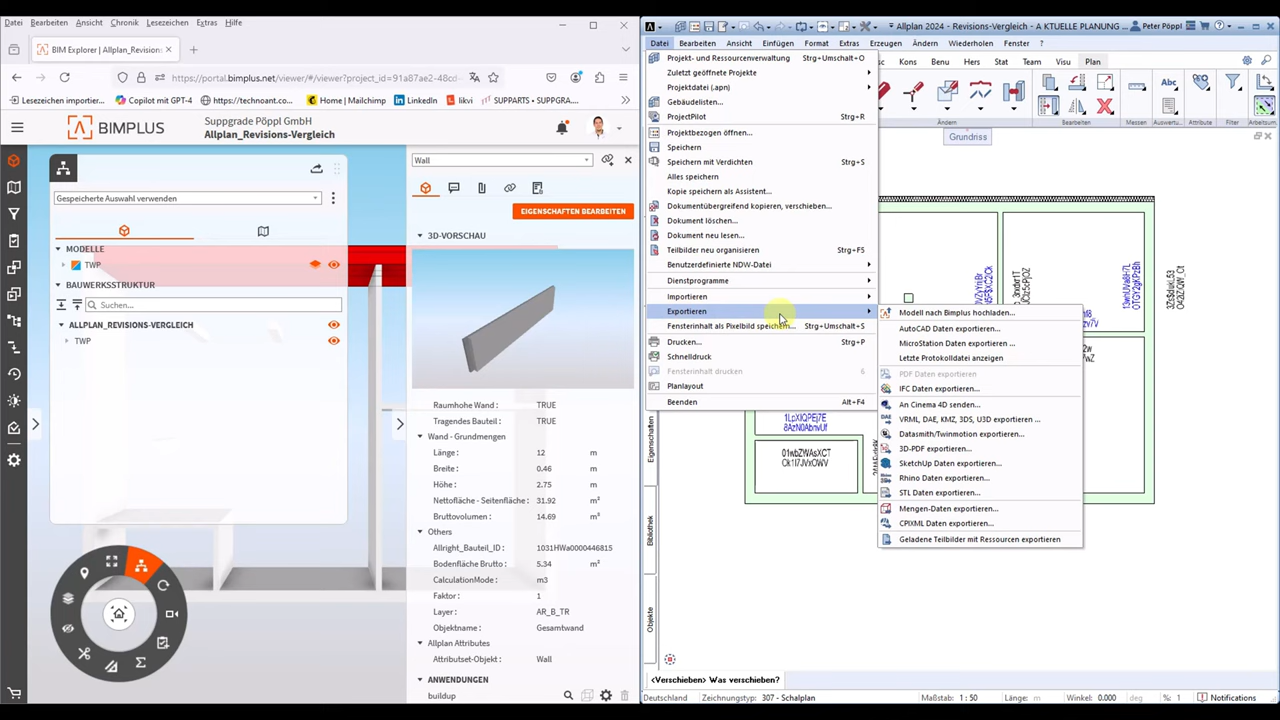 Datei Bearbeiten Ansicht Chronik Lesezeichen Extras Hilfe
BIM Explorer | Allplan_Revisions-
https://portal.bimplus.net/viewer/#/viewer?project_id=91a87ae2-48cd-
Lesezeichen importier... Copilot mit GPT-4 https://technoant.co... Home | Mailchimp LinkedIn likvi SUPPARTS – SUPPGRA...
BIMPLUS
Suppgrade Pöppl GmbH
Allplan_Revisions-Vergleich
Gespeicherte Auswahl verwenden
MODELLE
TWP
BAUWERKSSTRUKTUR
Suchen...
ALLPLAN_REVISIONS-VERGLEICH
TWP
Wall
EIGENSCHAFTEN BEARBEITEN
3D-VORSCHAU
Raumhohe Wand : TRUE
Tragendes Bauteil : TRUE
Wand - Grundmengen
Länge : 12 m
Breite : 0.46 m
Höhe : 2.75 m
Nettofläche - Seitenfläche : 31.92 m²
Bruttovolumen : 14.69 m³
Others
Allright_Bauteil_ID : 1031HWa0000446815
Bodenfläche Brutto : 5.34 m²
CalculationMode : m3
Faktor : 1
Layer : AR_B_TR
Objektname : Gesamtwand
Allplan Attributes
Attributset-Objekt : Wall
ANWENDUNGEN
buildup
Allplan 2024 - Revisions-Vergleich - A KTUELLE PLANUNG
Peter Pöppl
Datei Bearbeiten Ansicht Einfügen Format Extras Erzeugen Ändern Wiederholen Fenster ?
Kons Benu Hers Stat Team Visu Plan
Abc
Ändern Bearbeiten Messen Auswertu... Attribute Filter Arbeitsum.
Grundriss
Projekt- und Ressourcenverwaltung Strg+Umschalt+O
Zuletzt geöffnete Projekte
Projektdatei (.apn)
Gebäudelisten...
ProjectPilot Strg+R
Projektbezogen öffnen...
Speichern
Speichern mit Verdichten Strg+S
Alles speichern
Kopie speichern als Assistent...
Dokumentübergreifend kopieren, verschieben...
Dokument löschen...
Dokument neu lesen...
Teilbilder neu organisieren Strg+F5
Benutzerdefinierte NDW-Datei
Dienstprogramme
Importieren
Exportieren
Fensterinhalt als Pixelbild speichern... Strg+Umschalt+S
Drucken... Strg+P
Schnelldruck
Fensterinhalt drucken 6
Planlayout
Beenden Alt+F4
Modell nach Bimplus hochladen...
AutoCAD Daten exportieren...
MicroStation Daten exportieren ...
Letzte Protokolldatei anzeigen
PDF Daten exportieren
IFC Daten exportieren...
An Cinema 4D senden...
VRML, DAE, KMZ, 3DS, U3D exportieren ...
Datasmith/Twinmotion exportieren...
3D-PDF exportieren...
SketchUp Daten exportieren...
Rhino Daten exportieren...
STL Daten exportieren...
Mengen-Daten exportieren...
CPIXML Daten exportieren...
Geladene Teilbilder mit Ressourcen exportieren
01wbZWAsXCT
Ok1I7JVxOWV
Eigenschaften
Bibliothek
Objekte
<Verschieben> Was verschieben?
Deutschland Zeichnungstyp: 307 - Schalplan Maßstab: 1 : 50 Länge: m Winkel: 0.000 %: 1 Notifications